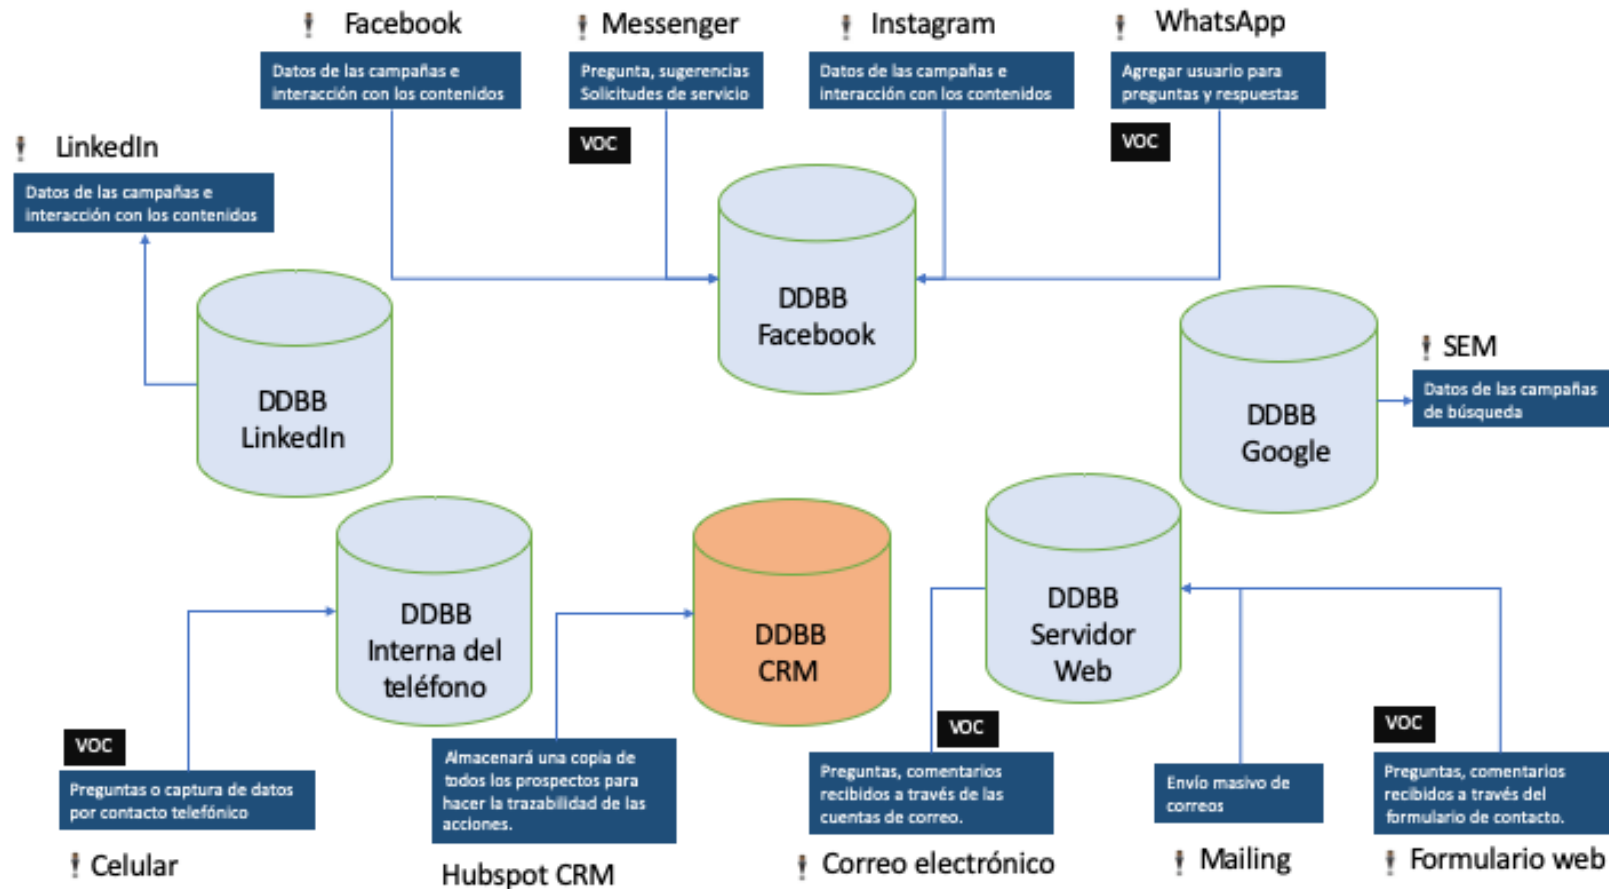 Facebook
Datos de las campañas e
interacción con los contenidos
Messenger
Pregunta, sugerencias
Solicitudes de servicio
VOC
Instagram
Datos de las campañas e
interacción con los contenidos
WhatsApp
Agregar usuario para
preguntas y respuestas
VOC
LinkedIn
Datos de las campañas e
interacción con los contenidos
DDBB
Facebook
DDBB
LinkedIn
DDBB
Google
SEM
Datos de las campañas
de búsqueda
DDBB
Interna del
teléfono
DDBB
CRM
DDBB
Servidor
Web
VOC
Preguntas o captura de datos
por contacto telefónico
Celular
Almacenará una copia de
todos los prospectos para
hacer la trazabilidad de las
acciones.
Hubspot CRM
VOC
Preguntas, comentarios
recibidos a través de las
cuentas de correo.
Correo electrónico
Envío masivo de
correos
Mailing
VOC
Preguntas, comentarios
recibidos a través del
formulario de contacto.
Formulario web